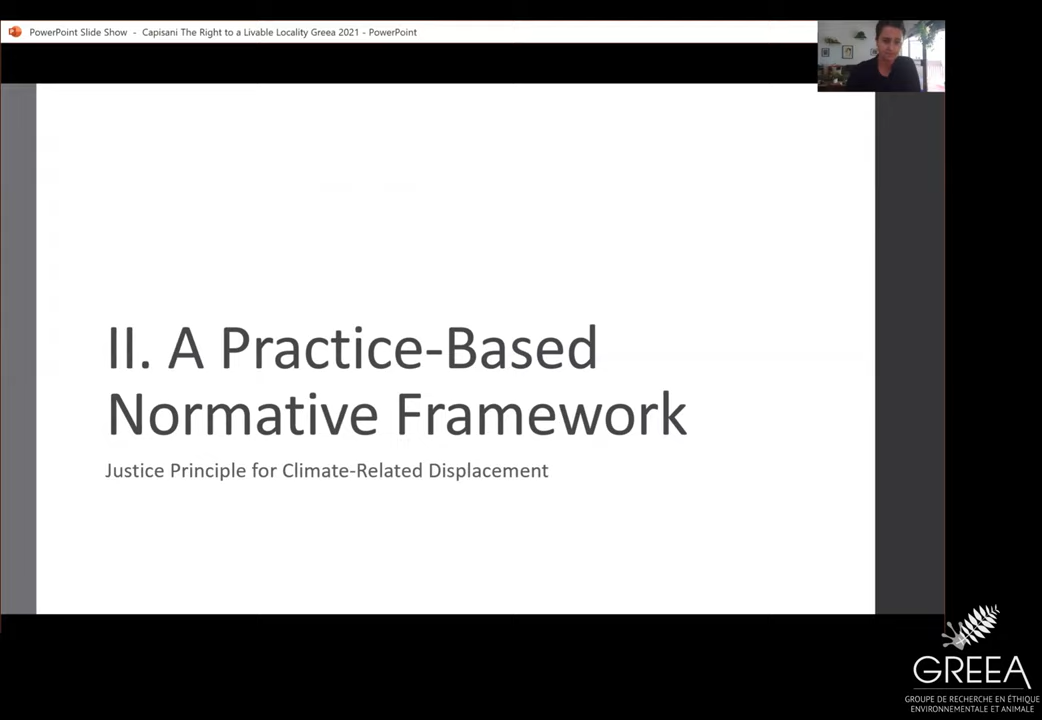 PowerPoint Slide Show - Capisani The Right to a Livable Locality Greea 2021 - PowerPoint
II. A Practice-Based
Normative Framework
Justice Principle for Climate-Related Displacement
GREEA
GROUPE DE RECHERCHE EN ÉTHIQUE
ENVIRONNEMENTALE ET ANIMALE